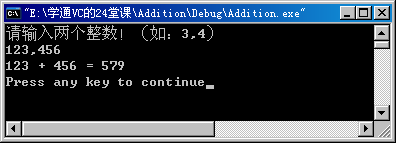 "E:\学通VC的24堂课\Addition\Debug\Addition.exe"
请输入两个整数！（如：3,4）
123,456
123 + 456 = 579
Press any key to continue